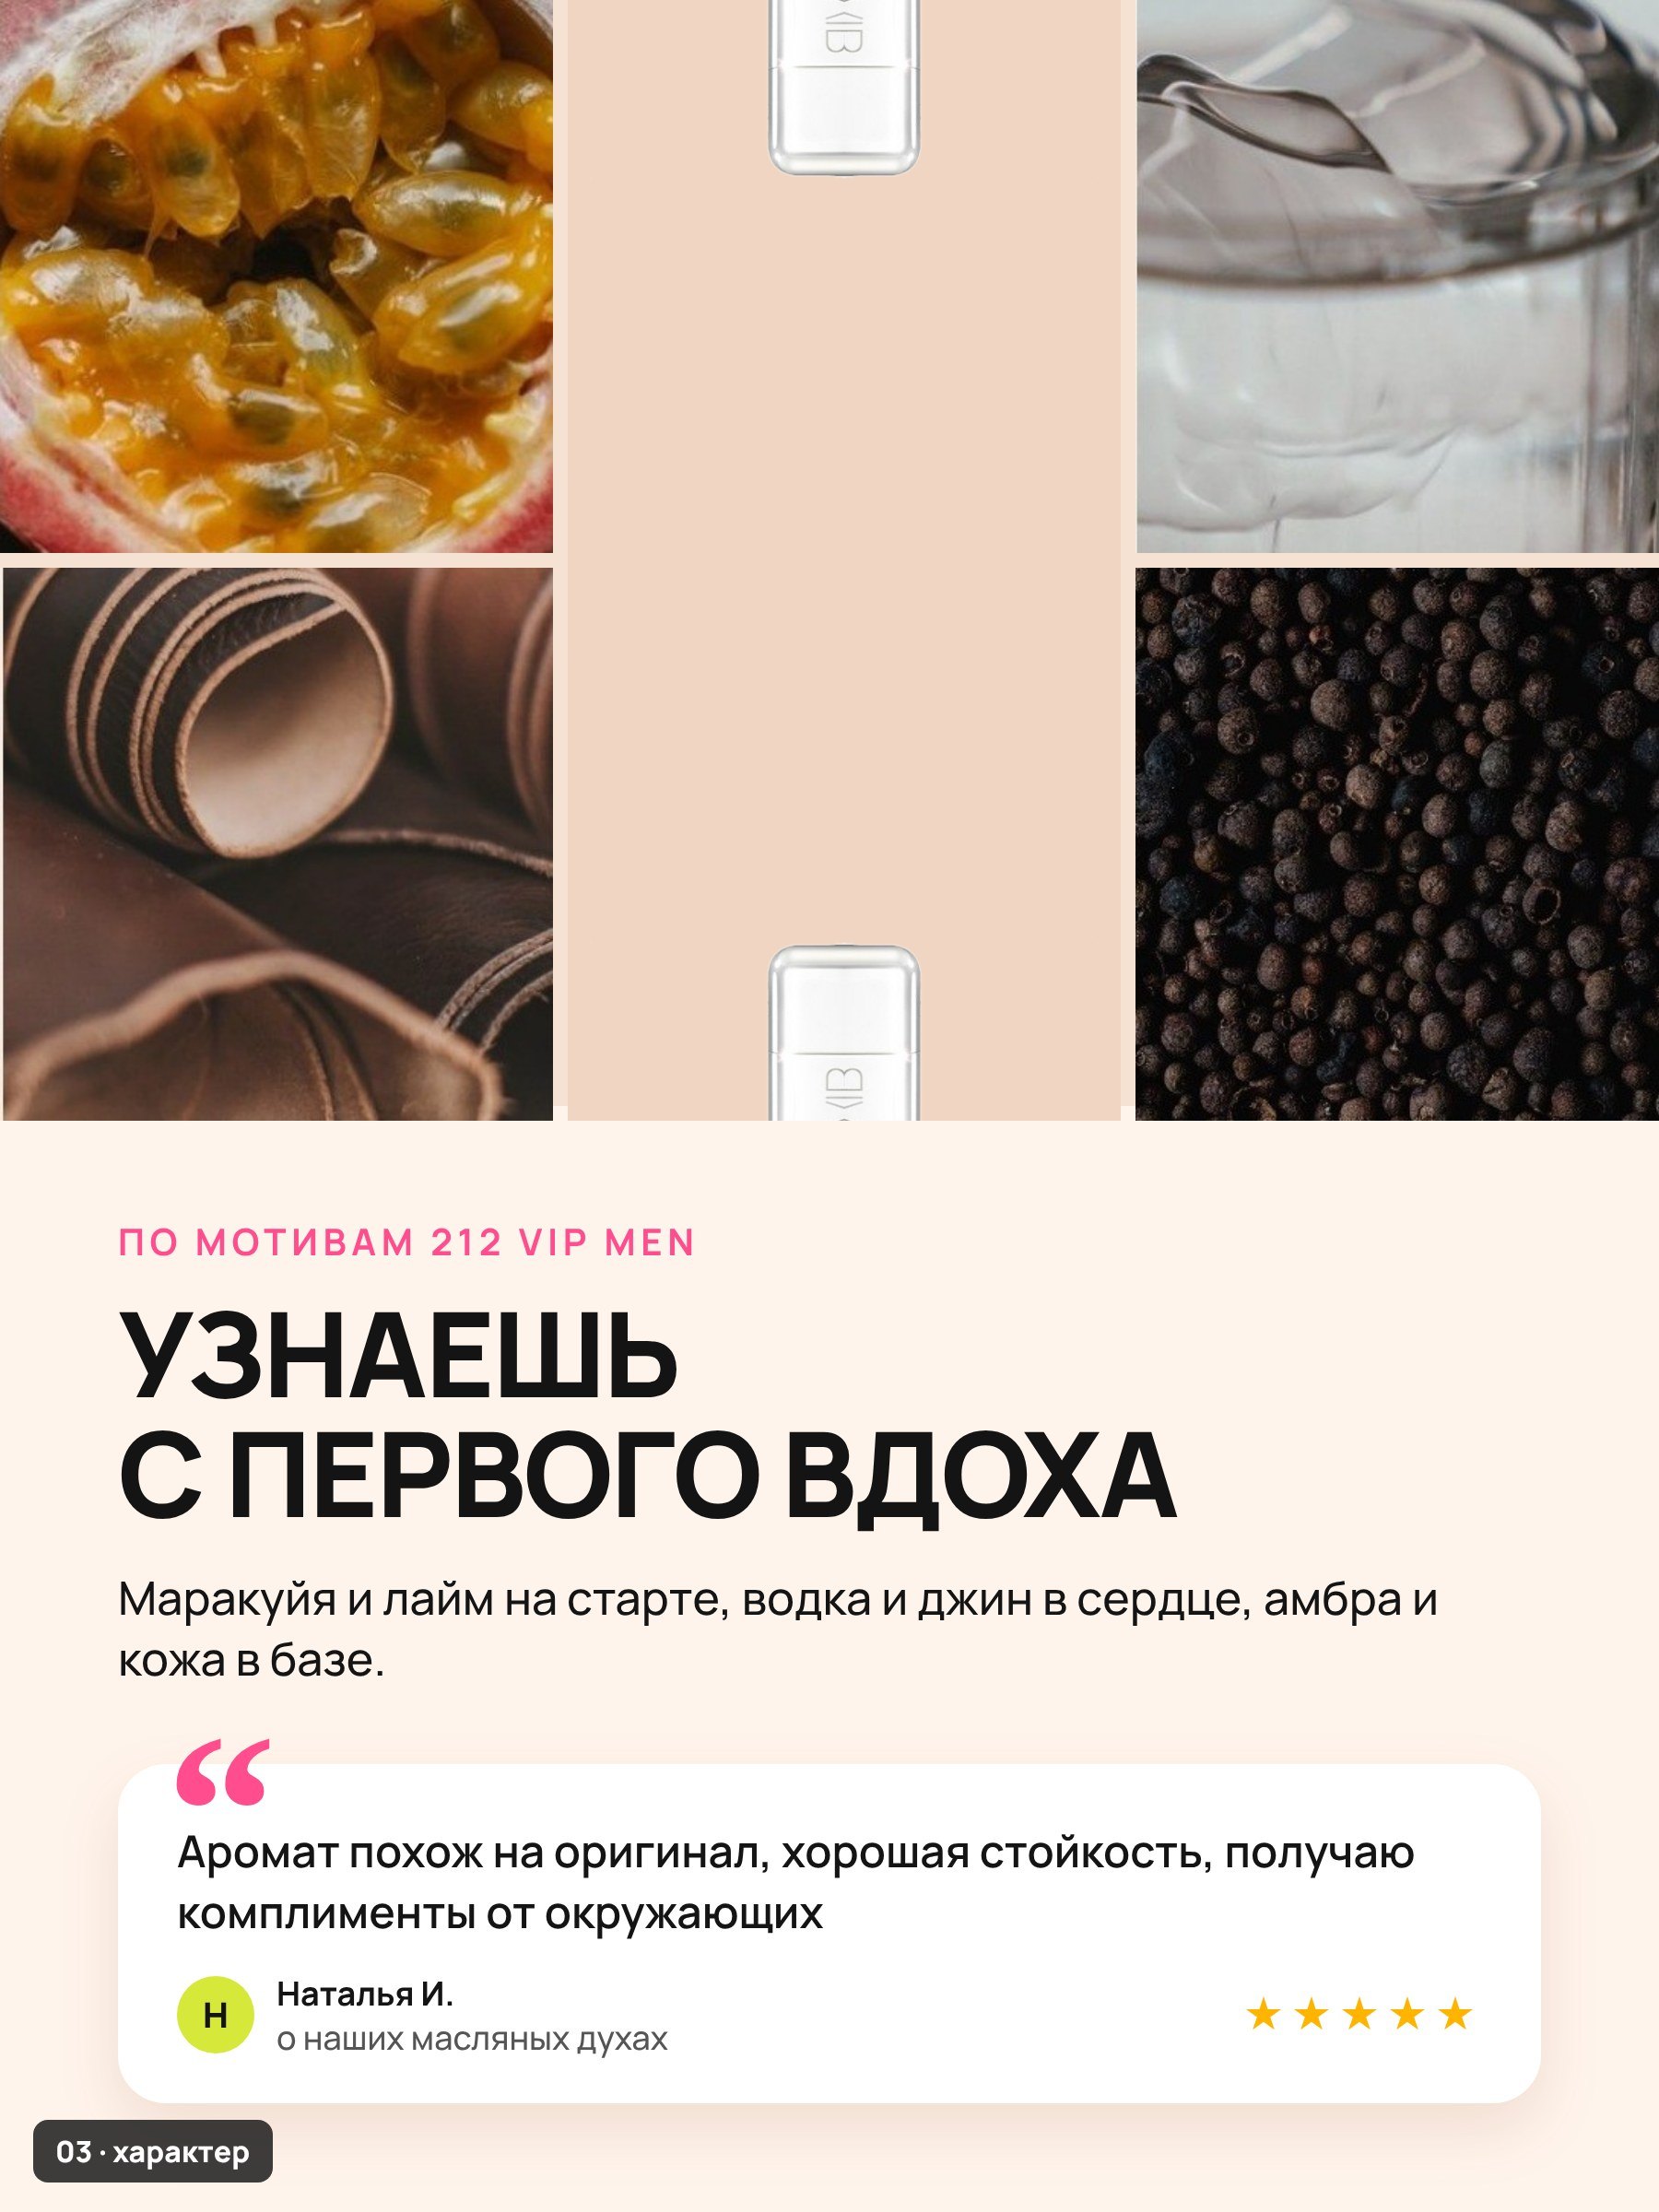 ПО МОТИВАМ 212 VIP MEN
УЗНАЕШЬ
С ПЕРВОГО ВДОХА
Маракуйя и лайм на старте, водка и джин в сердце, амбра и
кожа в базе.
“
Аромат похож на оригинал, хорошая стойкость, получаю
комплименты от окружающих
Н
Наталья И.
о наших масляных духах
★★★★★
03 · характер